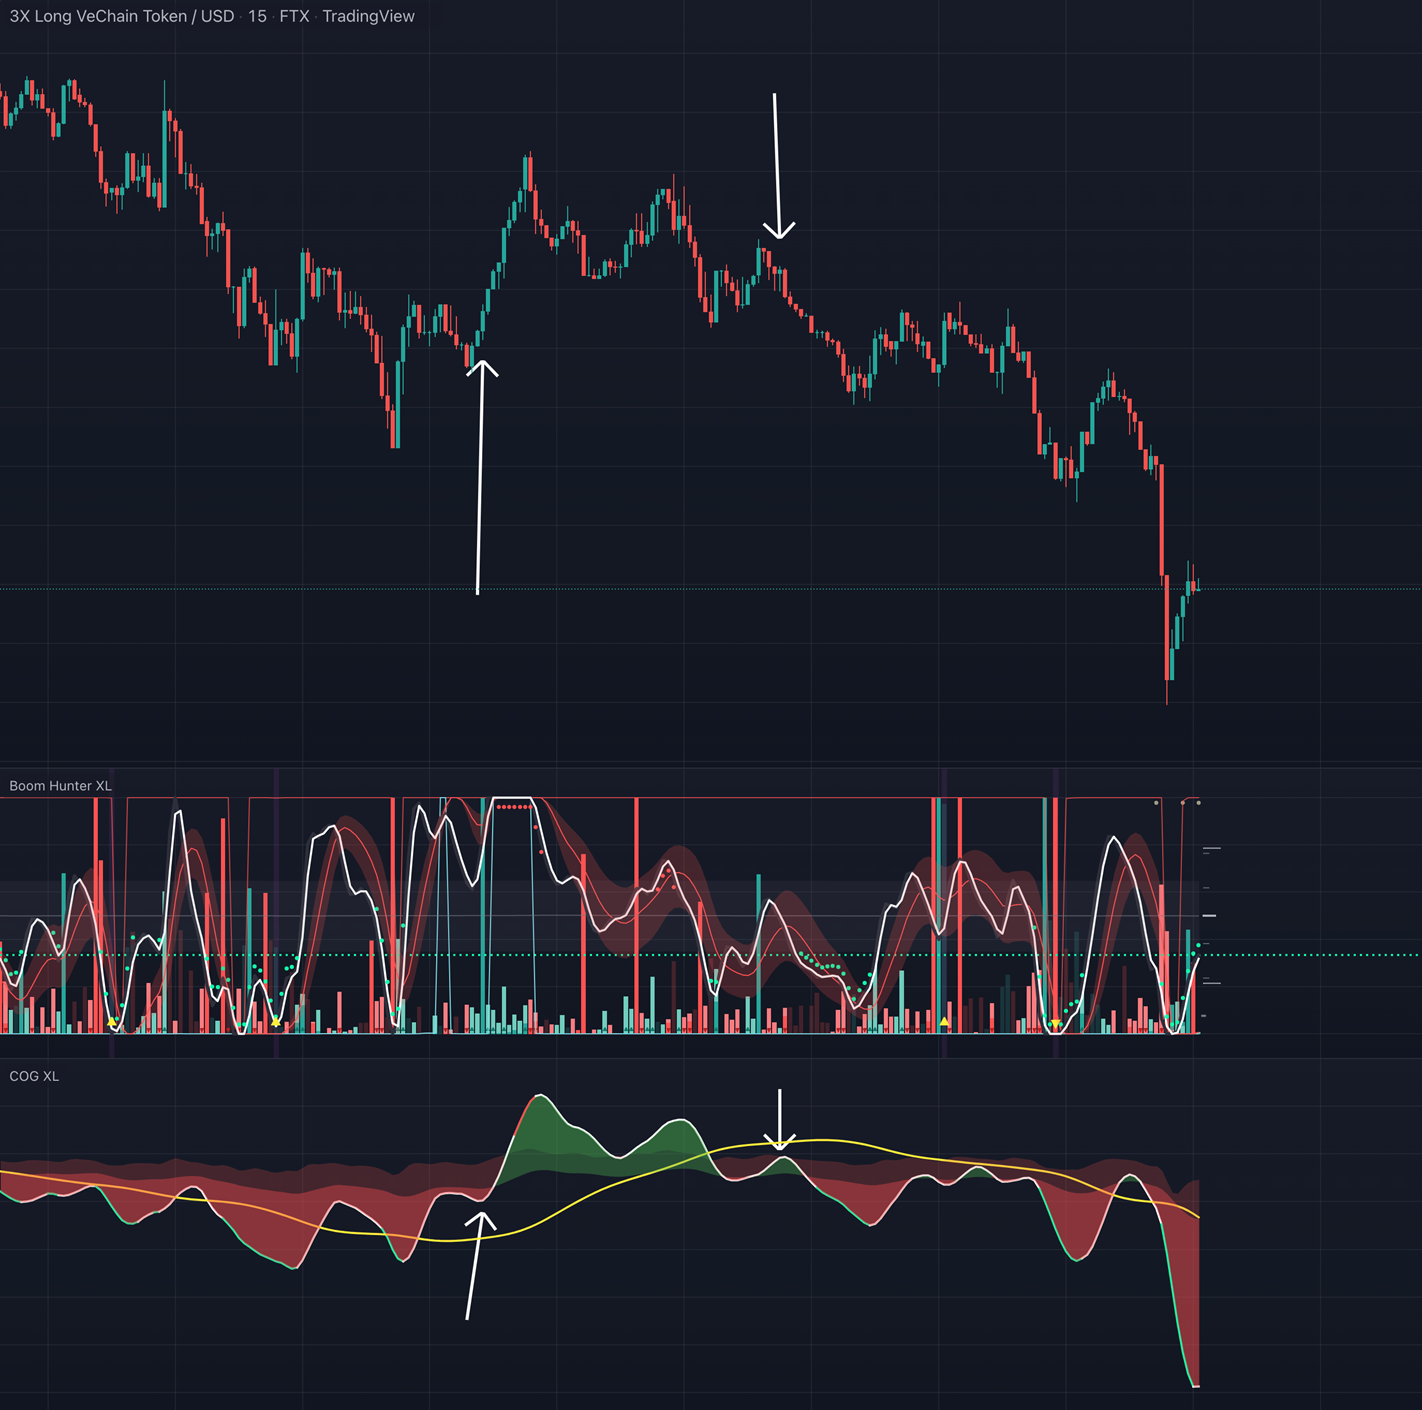 3X Long VeChain Token / USD · 15 · FTX · TradingView
Boom Hunter XL
COG XL